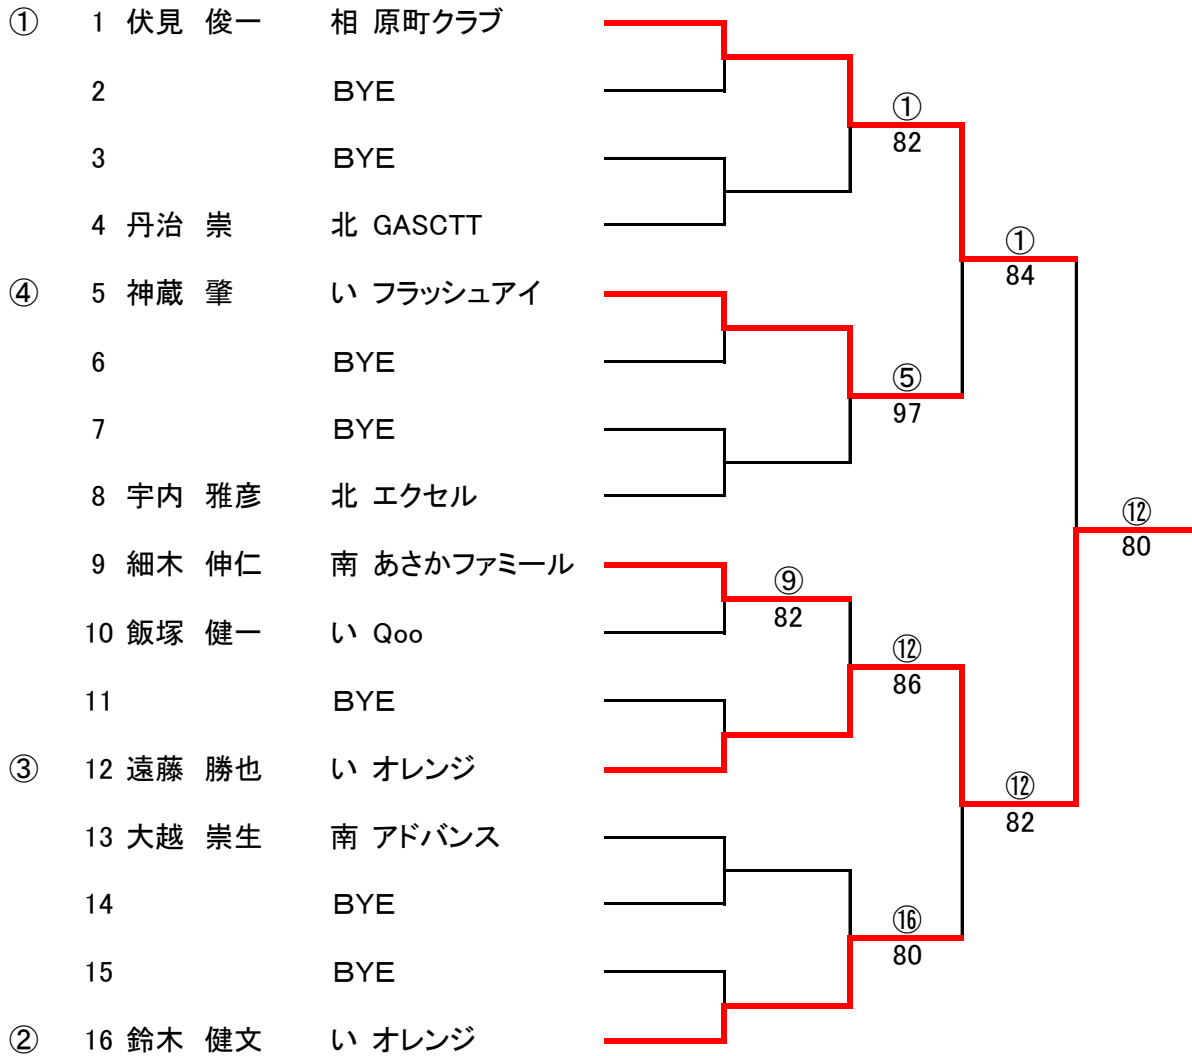 ① 1 伏見 俊一 相 原町クラブ
2 BYE
①
82
3 BYE
4 丹治 崇 北 GASCTT
①
84
④ 5 神蔵 肇 い フラッシュアイ
6 BYE
⑤
97
7 BYE
8 宇内 雅彦 北 エクセル
⑫
80
9 細木 伸仁 南 あさかファミール
⑨
82
10 飯塚 健一 い Qoo
⑫
86
11 BYE
③ 12 遠藤 勝也 い オレンジ
⑫
82
13 大越 崇生 南 アドバンス
14 BYE
⑯
80
15 BYE
② 16 鈴木 健文 い オレンジ